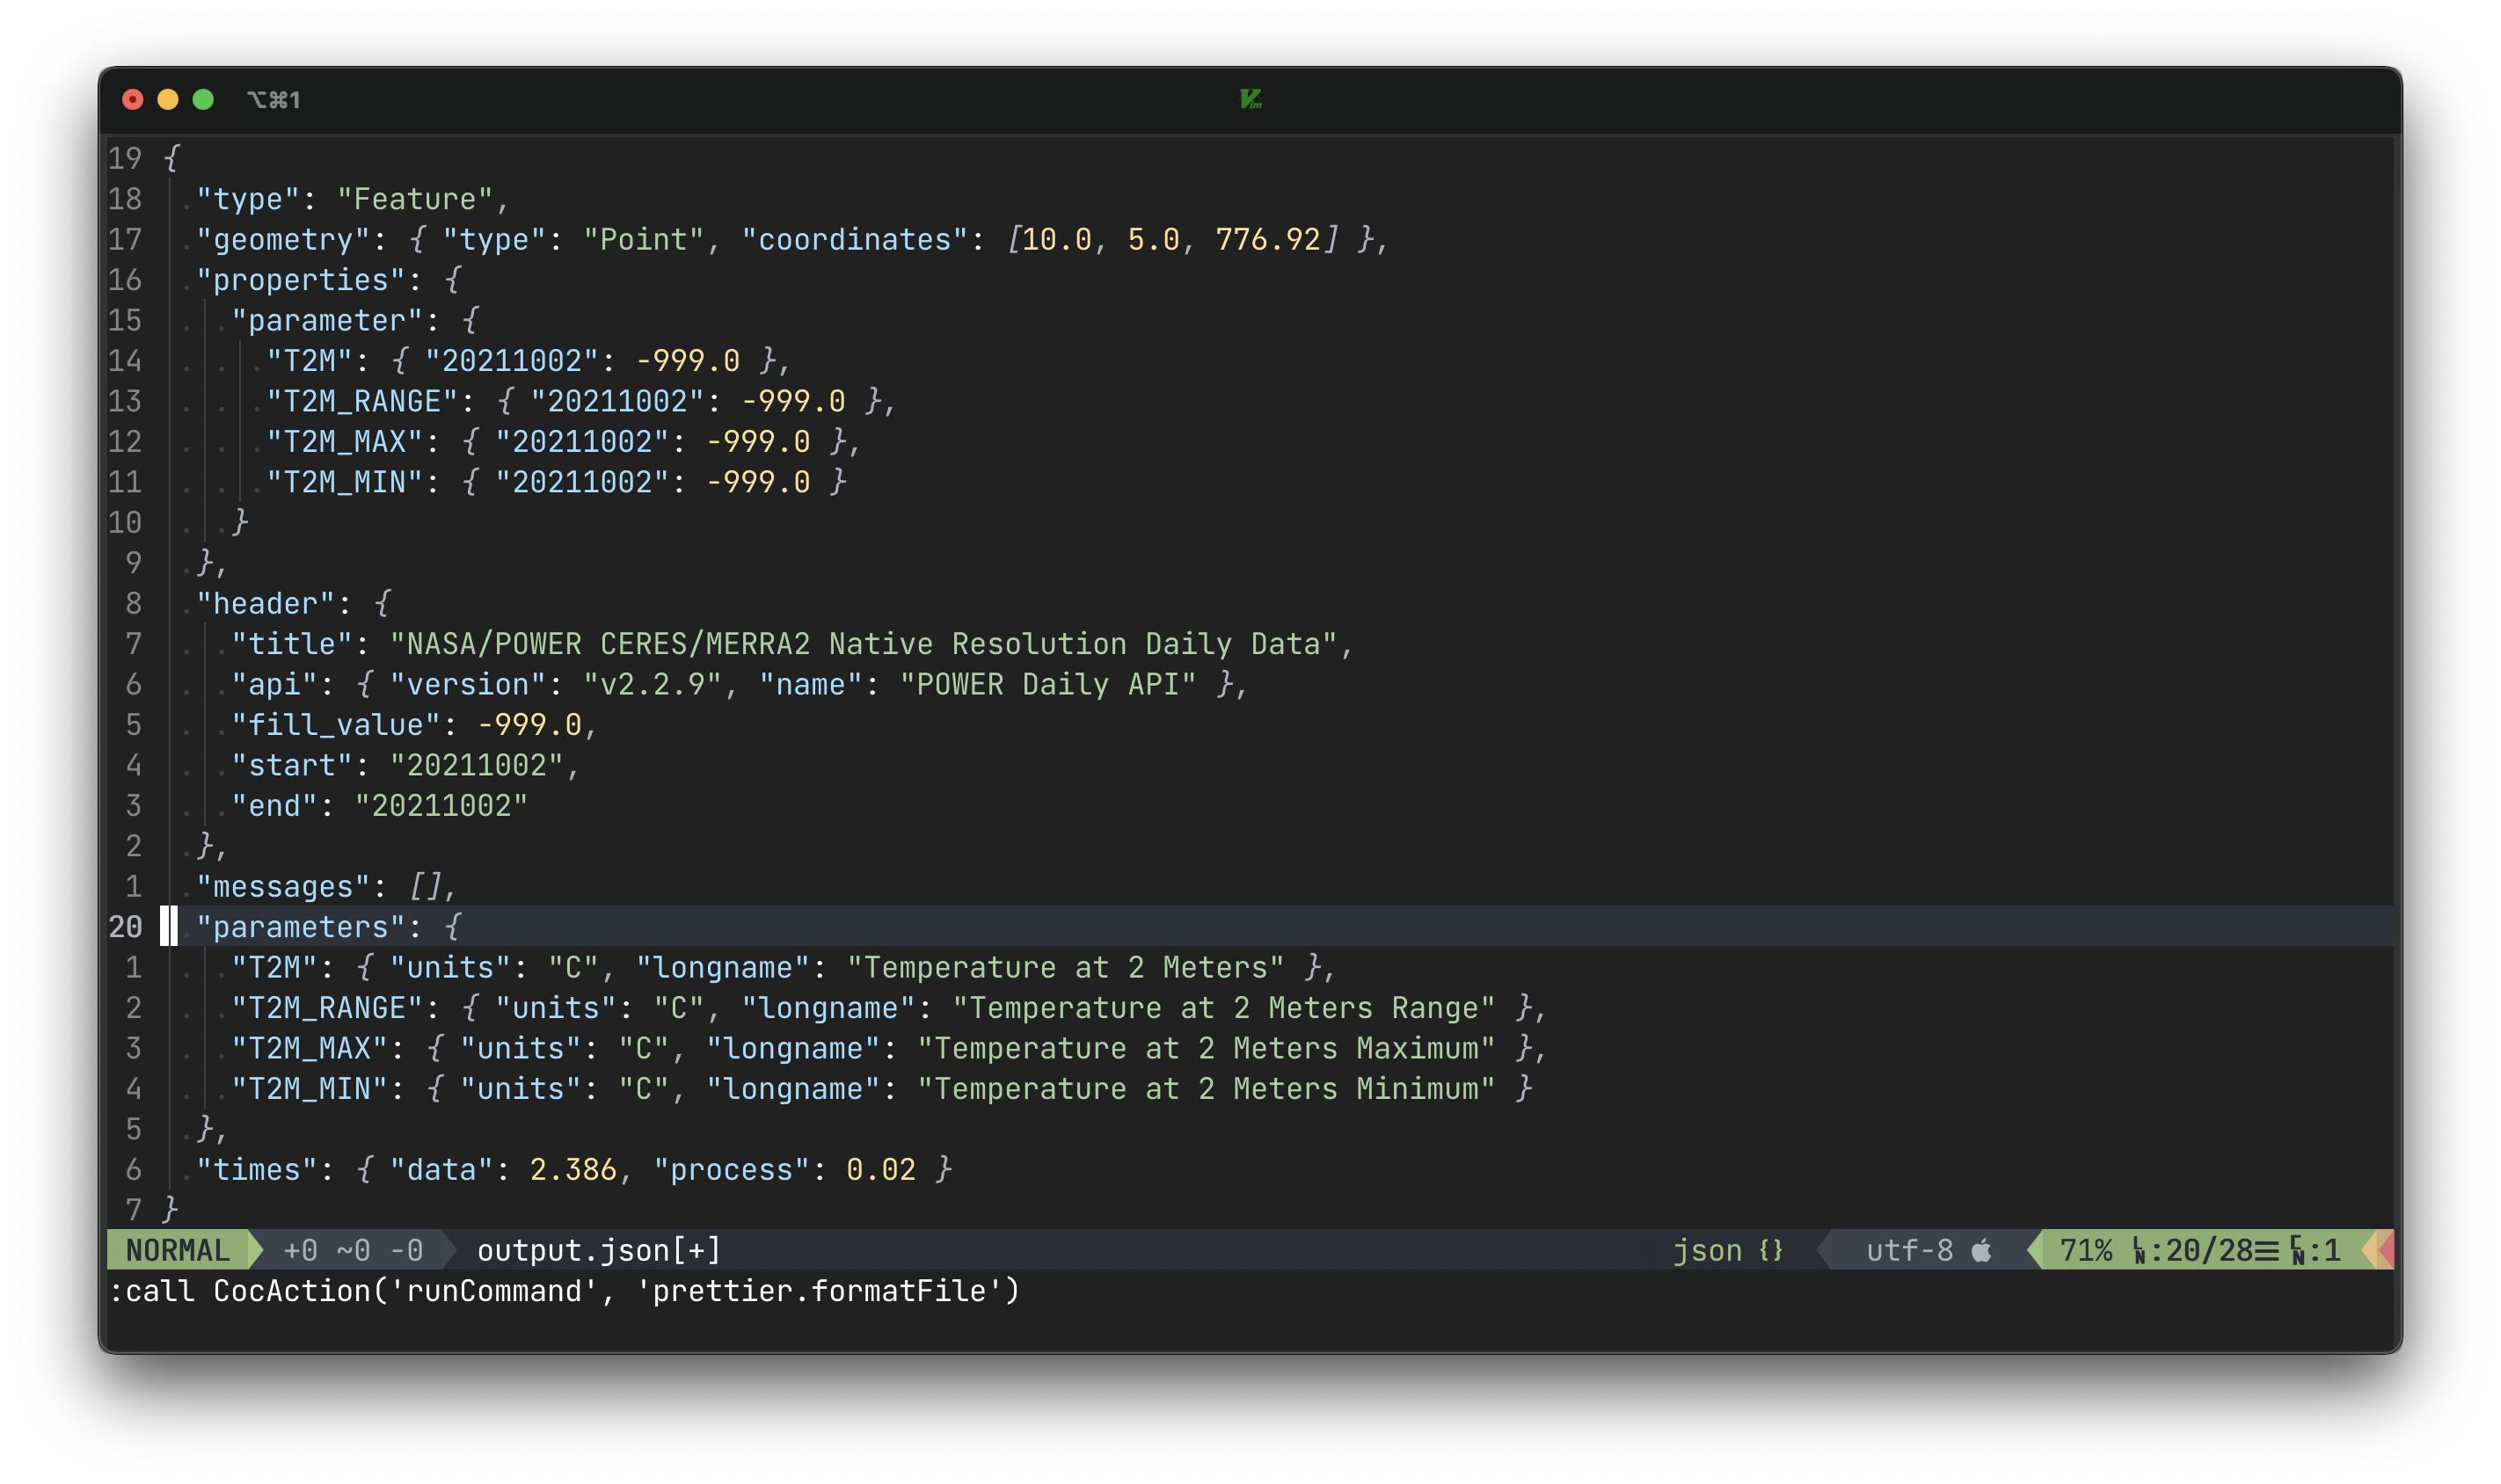 ⌥⌘1
Vim
19 {
18 "type": "Feature",
17 "geometry": { "type": "Point", "coordinates": [10.0, 5.0, 776.92] },
16 "properties": {
15 "parameter": {
14 "T2M": { "20211002": -999.0 },
13 "T2M_RANGE": { "20211002": -999.0 },
12 "T2M_MAX": { "20211002": -999.0 },
11 "T2M_MIN": { "20211002": -999.0 }
10 }
9 },
8 "header": {
7 "title": "NASA/POWER CERES/MERRA2 Native Resolution Daily Data",
6 "api": { "version": "v2.2.9", "name": "POWER Daily API" },
5 "fill_value": -999.0,
4 "start": "20211002",
3 "end": "20211002"
2 },
1 "messages": [],
20 "parameters": {
1 "T2M": { "units": "C", "longname": "Temperature at 2 Meters" },
2 "T2M_RANGE": { "units": "C", "longname": "Temperature at 2 Meters Range" },
3 "T2M_MAX": { "units": "C", "longname": "Temperature at 2 Meters Maximum" },
4 "T2M_MIN": { "units": "C", "longname": "Temperature at 2 Meters Minimum" }
5 },
6 "times": { "data": 2.386, "process": 0.02 }
7 }
NORMAL +0 ~0 -0 output.json[+] json {} utf-8 71% LN:20/28☰ CN:1
:call CocAction('runCommand', 'prettier.formatFile')